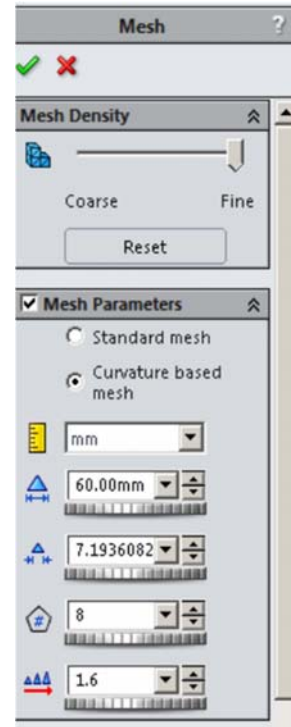 Mesh ?
Mesh Density
Coarse Fine
Reset
Mesh Parameters
Standard mesh
Curvature based
mesh
mm
60.00mm
7.1936082
#
8
1.6